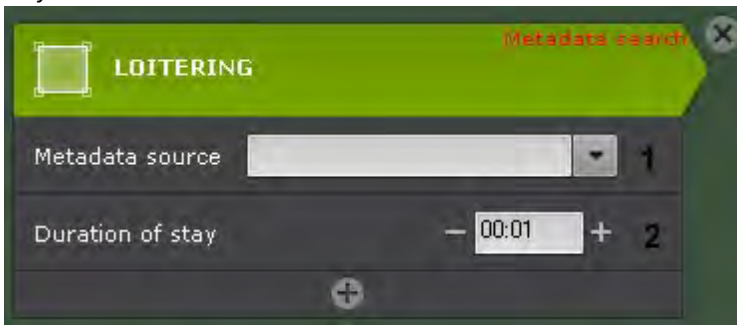 Metadata search
LOITERING
Metadata source 1
Duration of stay − 00:01 + 2